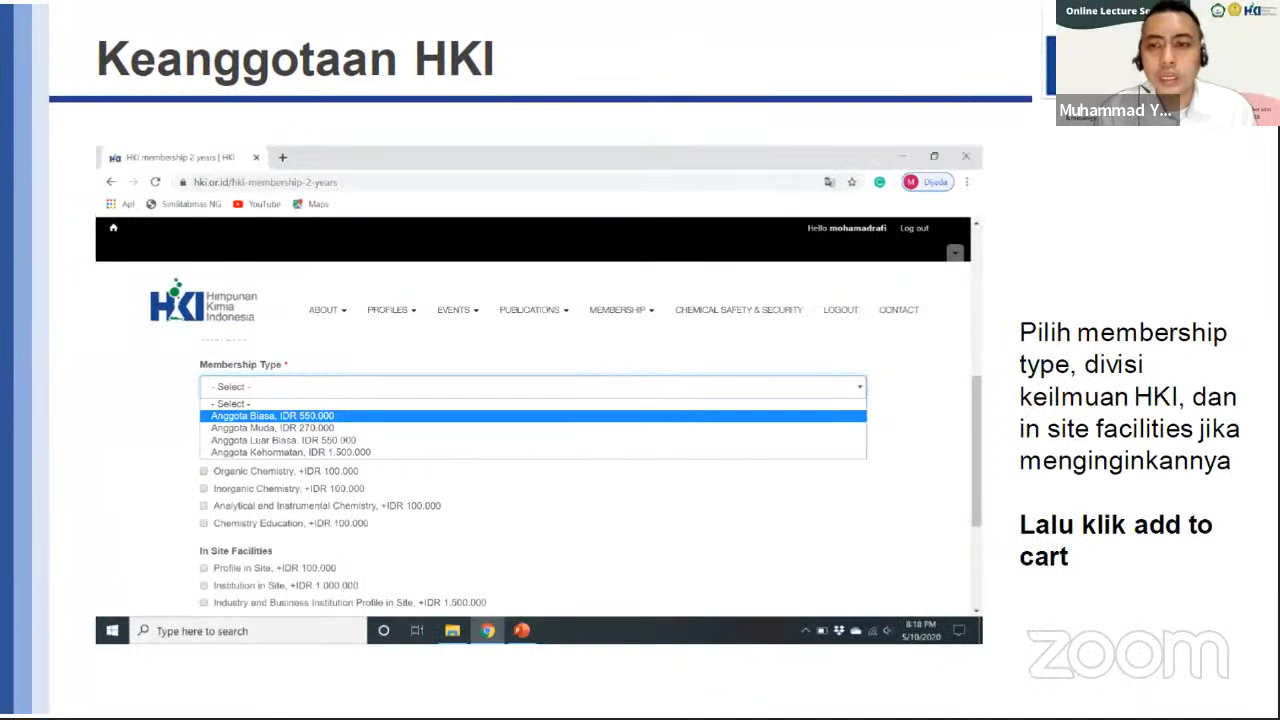 Keanggotaan HKI
Online Lecture Se
HKI
Muhammad Y...
HKI membership 2 years | HKI
hki.or.id/hki-membership-2-years
M Dijeda
Apl Simlitabmas NG YouTube Maps
Hello mohamadrafi Log out
HKI Himpunan
Kimia
Indonesia
ABOUT PROFILES EVENTS PUBLICATIONS MEMBERSHIP CHEMICAL SAFETY & SECURITY LOGOUT CONTACT
Membership Type *
- Select -
- Select -
Anggota Biasa, IDR 550.000
Anggota Muda, IDR 270.000
Anggota Luar Biasa, IDR 550.000
Anggota Kehormatan, IDR 1.500.000
Organic Chemistry, +IDR 100.000
Inorganic Chemistry, +IDR 100.000
Analytical and Instrumental Chemistry, +IDR 100.000
Chemistry Education, +IDR 100.000
In Site Facilities
Profile in Site, +IDR 100.000
Institution in Site, +IDR 1.000.000
Industry and Business Institution Profile in Site, +IDR 1.500.000
Type here to search
8:18 PM
5/10/2020
Pilih membership
type, divisi
keilmuan HKI, dan
in site facilities jika
menginginkannya
Lalu klik add to
cart
zoom